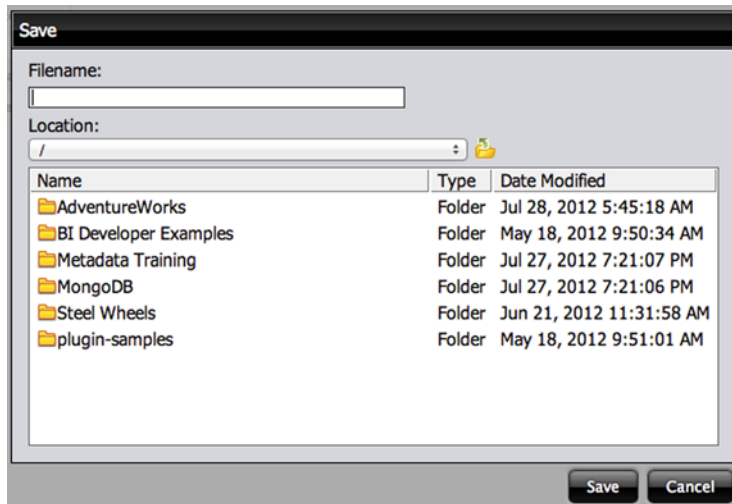 Save
Filename:
Location:
/
Name Type Date Modified
AdventureWorks Folder Jul 28, 2012 5:45:18 AM
BI Developer Examples Folder May 18, 2012 9:50:34 AM
Metadata Training Folder Jul 27, 2012 7:21:07 PM
MongoDB Folder Jul 27, 2012 7:21:06 PM
Steel Wheels Folder Jun 21, 2012 11:31:58 AM
plugin-samples Folder May 18, 2012 9:51:01 AM
Save Cancel